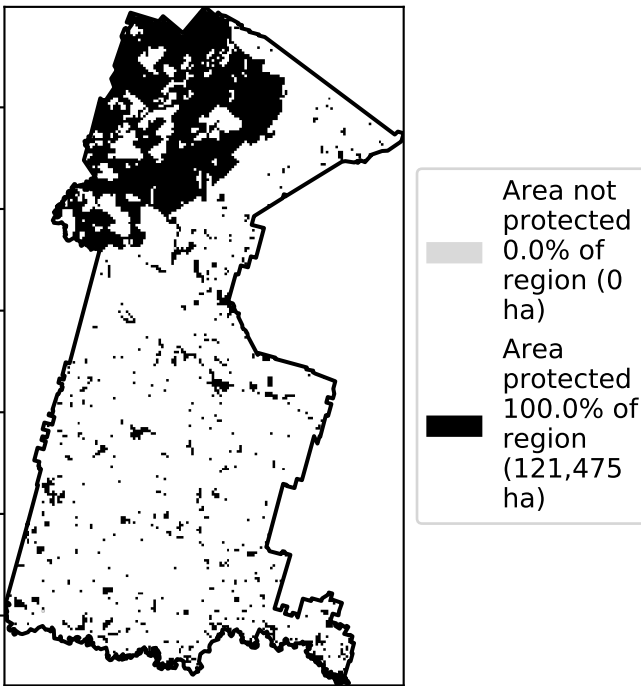 Area not
protected
0.0% of
region (0
ha)
Area
protected
100.0% of
region
(121,475
ha)